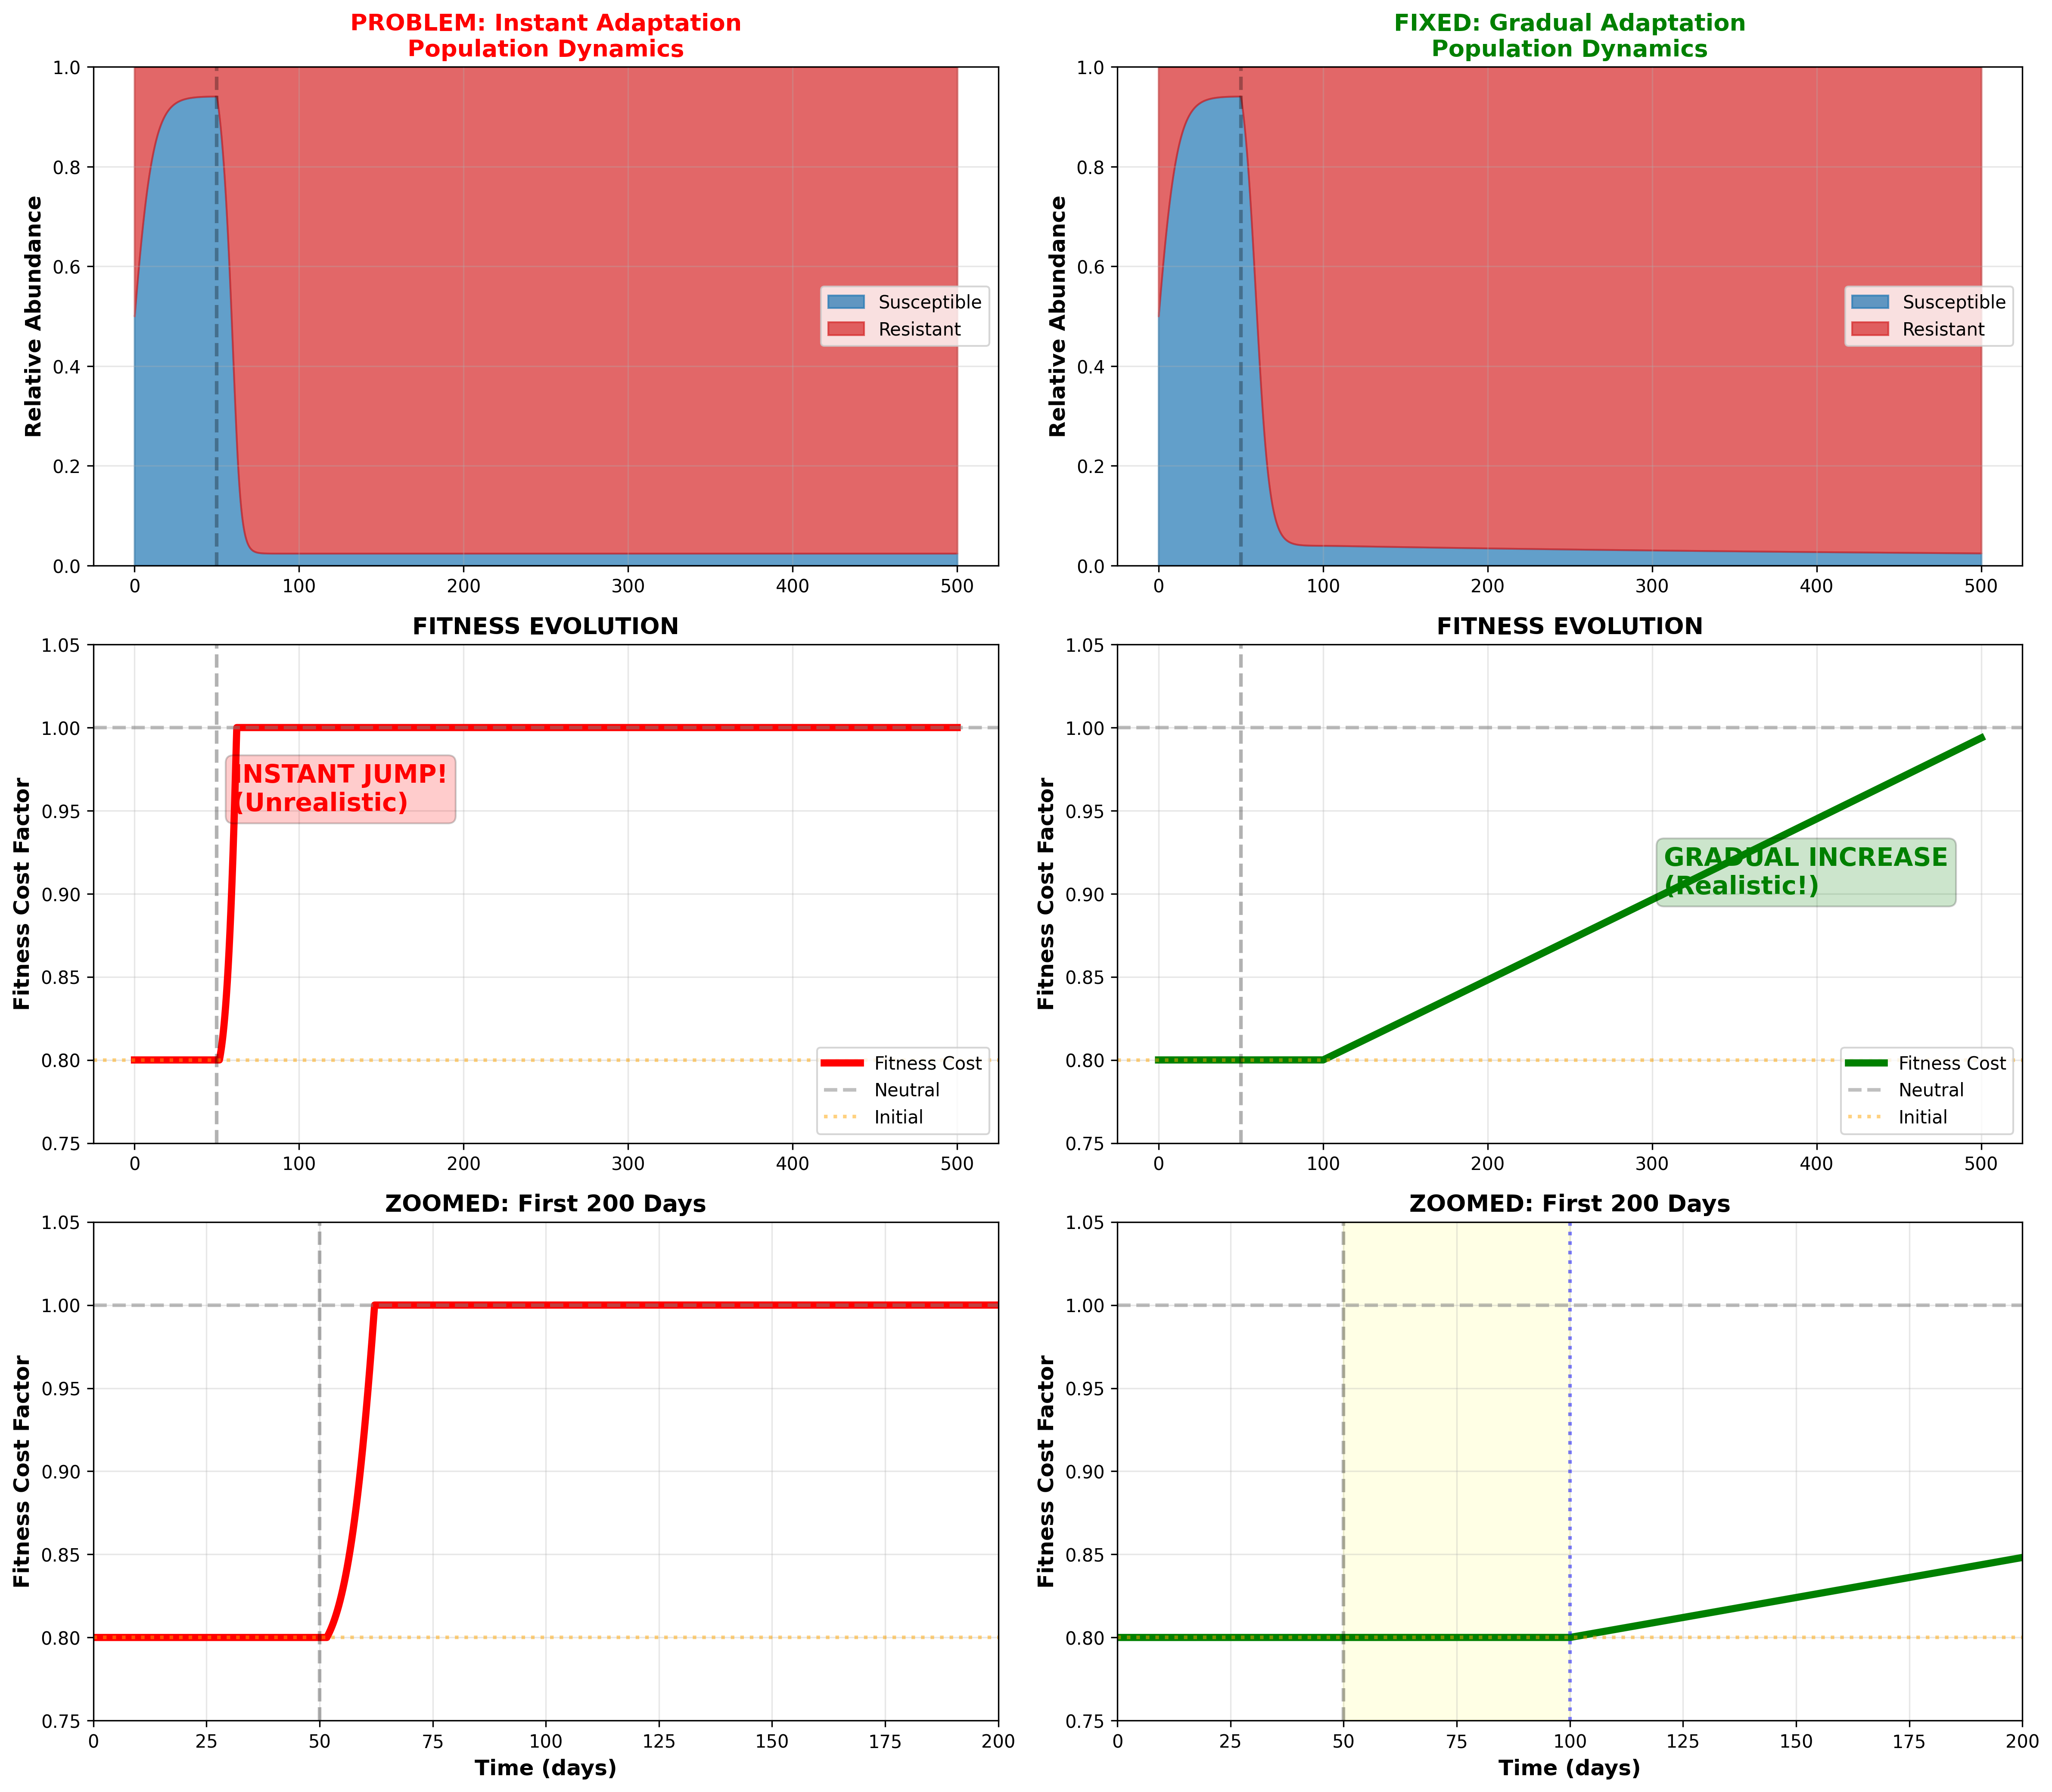 PROBLEM: Instant Adaptation
Population Dynamics
1.0
0.8
0.6
0.4
0.2
0.0
Relative Abundance
Susceptible
Resistant
0 100 200 300 400 500
FIXED: Gradual Adaptation
Population Dynamics
1.0
0.8
0.6
0.4
0.2
0.0
Relative Abundance
Susceptible
Resistant
0 100 200 300 400 500
FITNESS EVOLUTION
1.05
1.00
0.95
0.90
0.85
0.80
0.75
Fitness Cost Factor
INSTANT JUMP!
(Unrealistic)
Fitness Cost
Neutral
Initial
0 100 200 300 400 500
FITNESS EVOLUTION
1.05
1.00
0.95
0.90
0.85
0.80
0.75
Fitness Cost Factor
GRADUAL INCREASE
(Realistic!)
Fitness Cost
Neutral
Initial
0 100 200 300 400 500
ZOOMED: First 200 Days
1.05
1.00
0.95
0.90
0.85
0.80
0.75
Fitness Cost Factor
0 25 50 75 100 125 150 175 200
Time (days)
ZOOMED: First 200 Days
1.05
1.00
0.95
0.90
0.85
0.80
0.75
Fitness Cost Factor
0 25 50 75 100 125 150 175 200
Time (days)